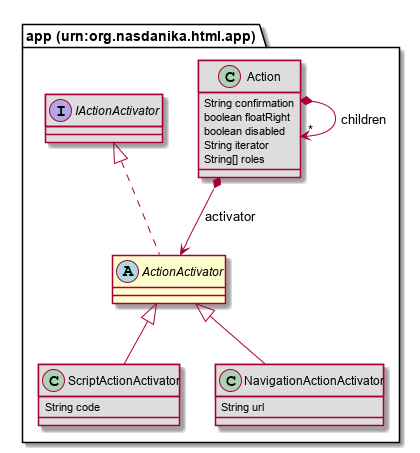 app (urn:org.nasdanika.html.app)
C Action
String confirmation
boolean floatRight
boolean disabled
String iterator
String[] roles
I IActionActivator
children
*
activator
A ActionActivator
C ScriptActionActivator
String code
C NavigationActionActivator
String url